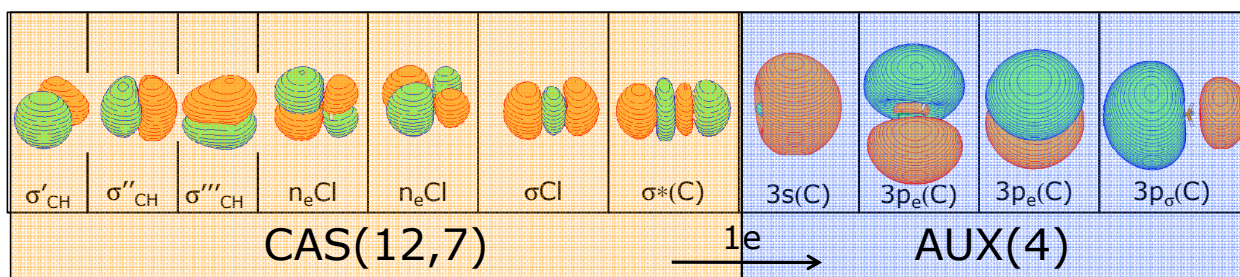 σ'CH σ''CH σ'''CH neCl neCl σCl σ*(C) 3s(C) 3pe(C) 3pe(C) 3pσ(C)
CAS(12,7) 1e AUX(4)